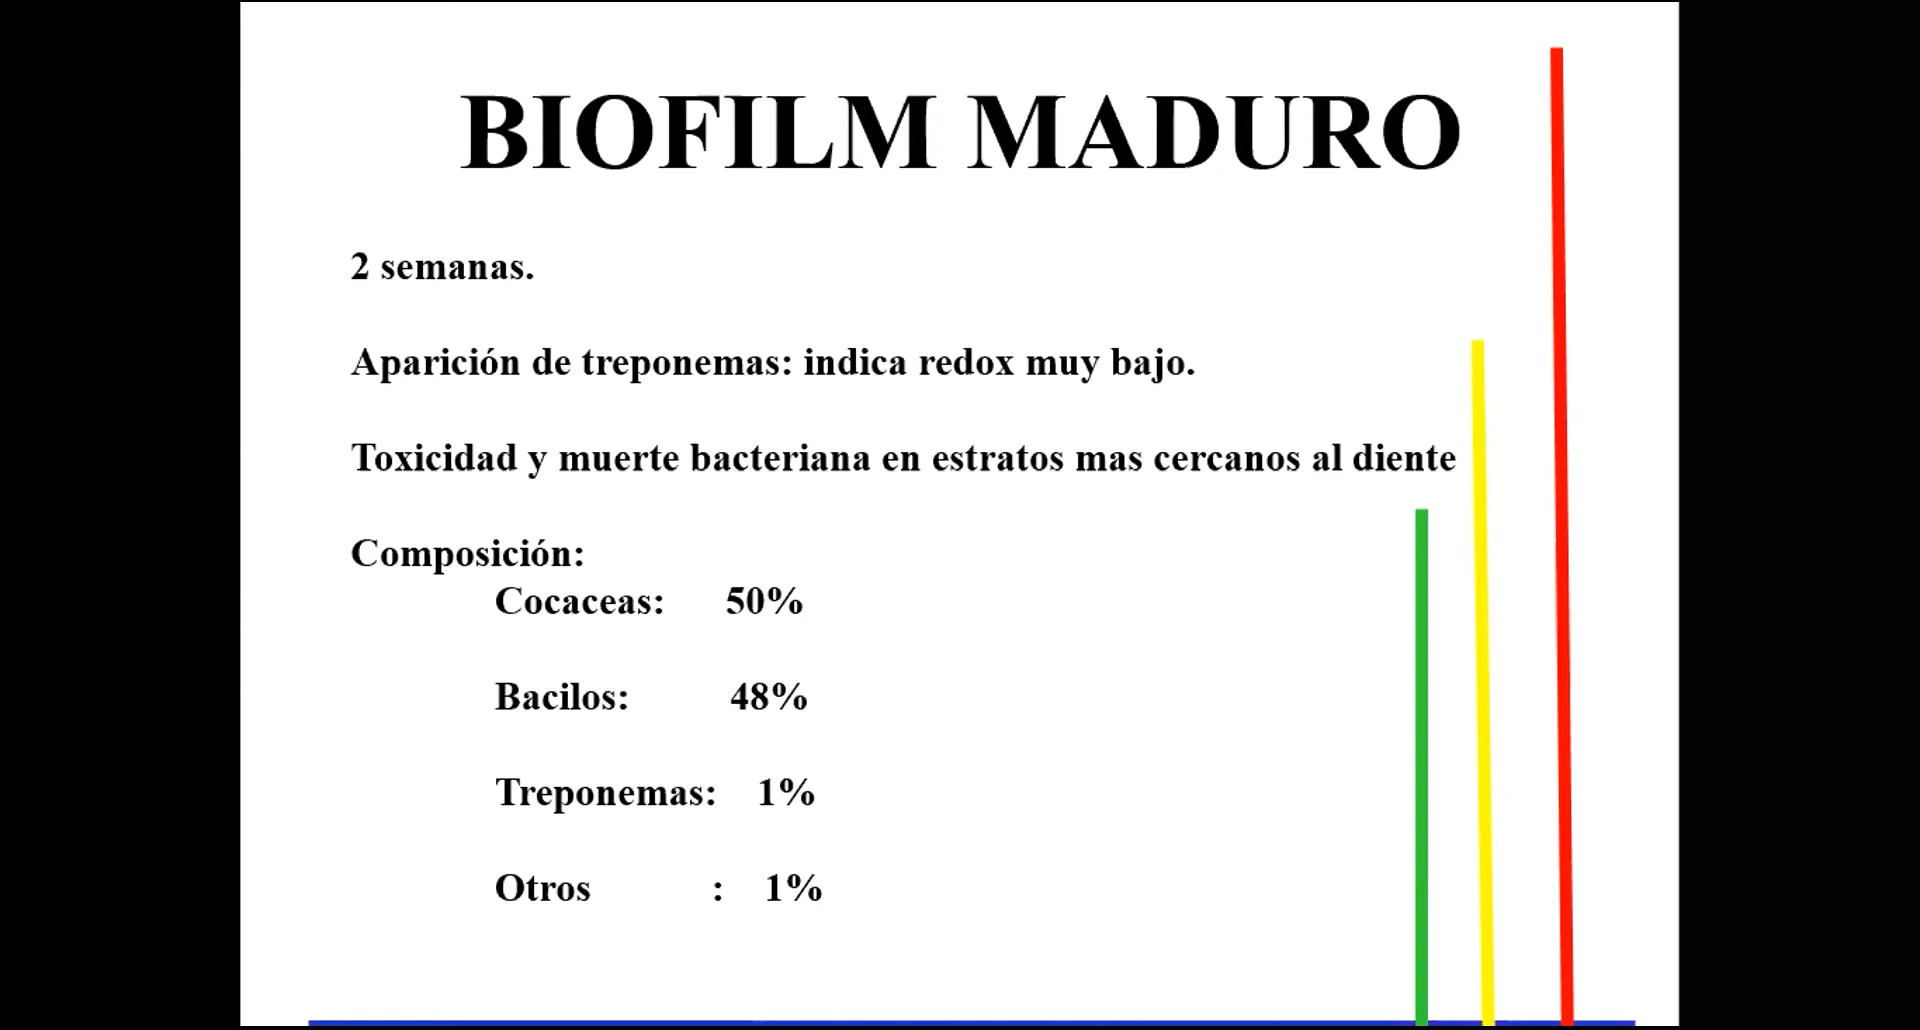 BIOFILM MADURO
2 semanas.
Aparición de treponemas: indica redox muy bajo.
Toxicidad y muerte bacteriana en estratos mas cercanos al diente
Composición:
Cocaceas: 50%
Bacilos: 48%
Treponemas: 1%
Otros : 1%